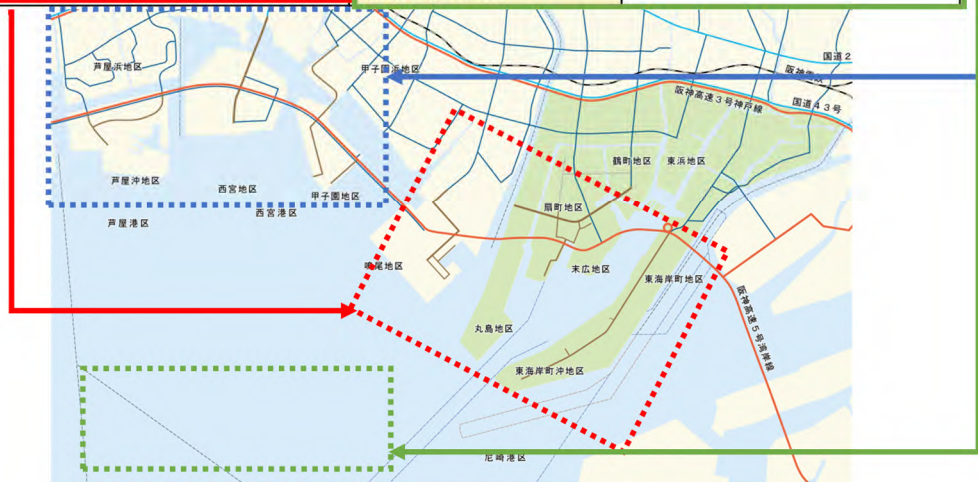 国道2
芦屋浜地区
甲子園浜地区
阪神電鉄
阪神高速3号神戸線
国道43号
鶴町地区
東浜地区
芦屋沖地区
西宮地区
甲子園地区
扇町地区
西宮港区
芦屋港区
鳴尾地区
末広地区
東海岸町地区
阪神高速5号湾岸線
丸島地区
東海岸町沖地区
尼崎港区